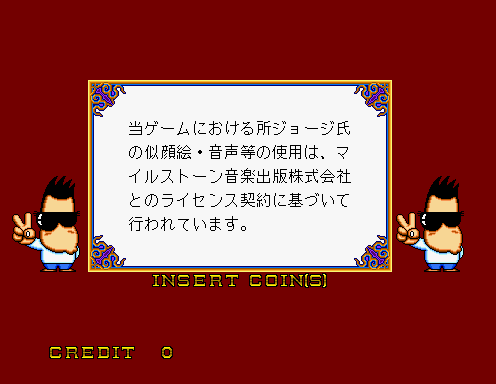 当ゲームにおける所ジョージ氏
の似顔絵・音声等の使用は、マ
イルストーン音楽出版株式会社
とのライセンス契約に基づいて
行われています。
INSERT COIN(S)
CREDIT 0